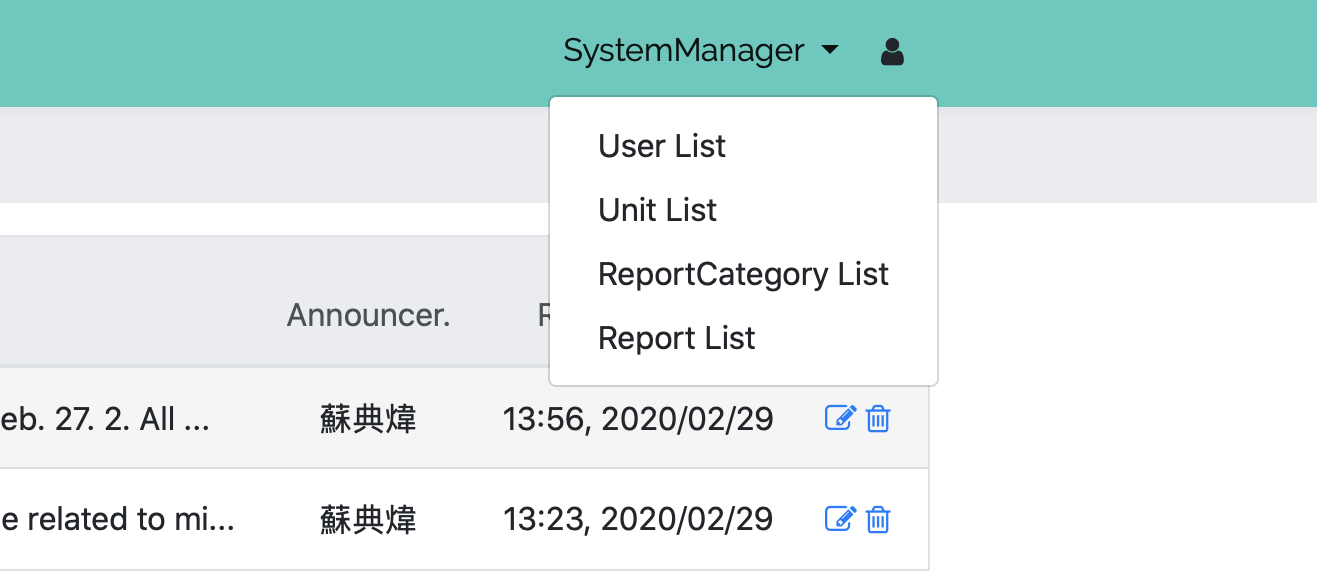 SystemManager
User List
Unit List
ReportCategory List
Report List
Announcer.
eb. 27. 2. All ... 蘇典煒 13:56, 2020/02/29
e related to mi... 蘇典煒 13:23, 2020/02/29